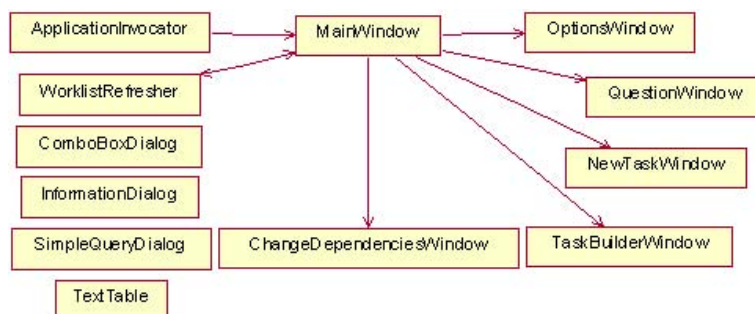 ApplicationInvocator
MainWindow
OptionsWindow
WorklistRefresher
QuestionWindow
ComboBoxDialog
NewTaskWindow
InformationDialog
SimpleQueryDialog
ChangeDependenciesWindow
TaskBuilderWindow
TextTable